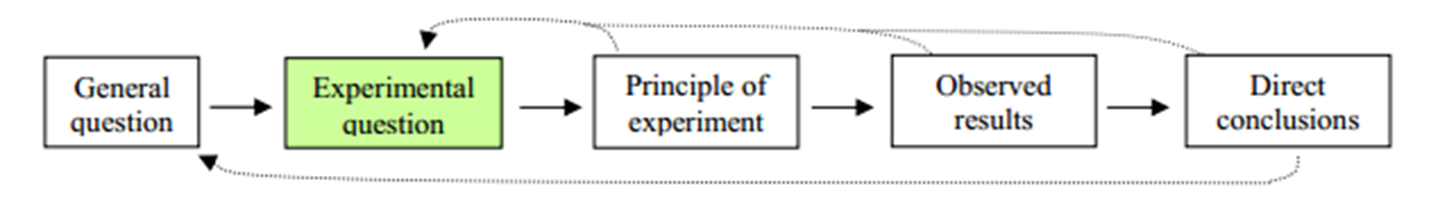 General
question
Experimental
question
Principle of
experiment
Observed
results
Direct
conclusions